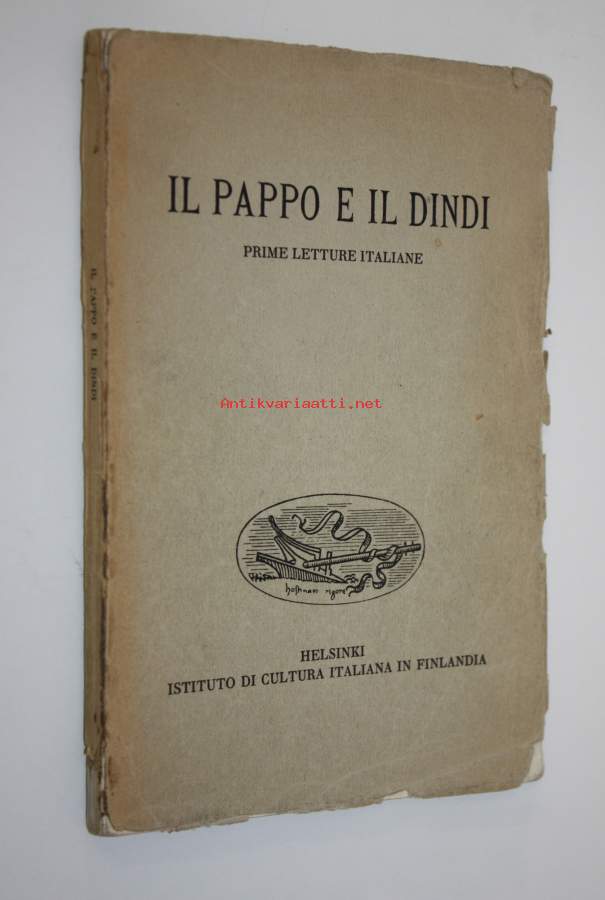 IL PAPPO E IL DINDI
PRIME LETTURE ITALIANE
IL PAPPO E IL DINDI
Antikvariaatti.net
HELSINKI
ISTITUTO DI CULTURA ITALIANA IN FINLANDIA